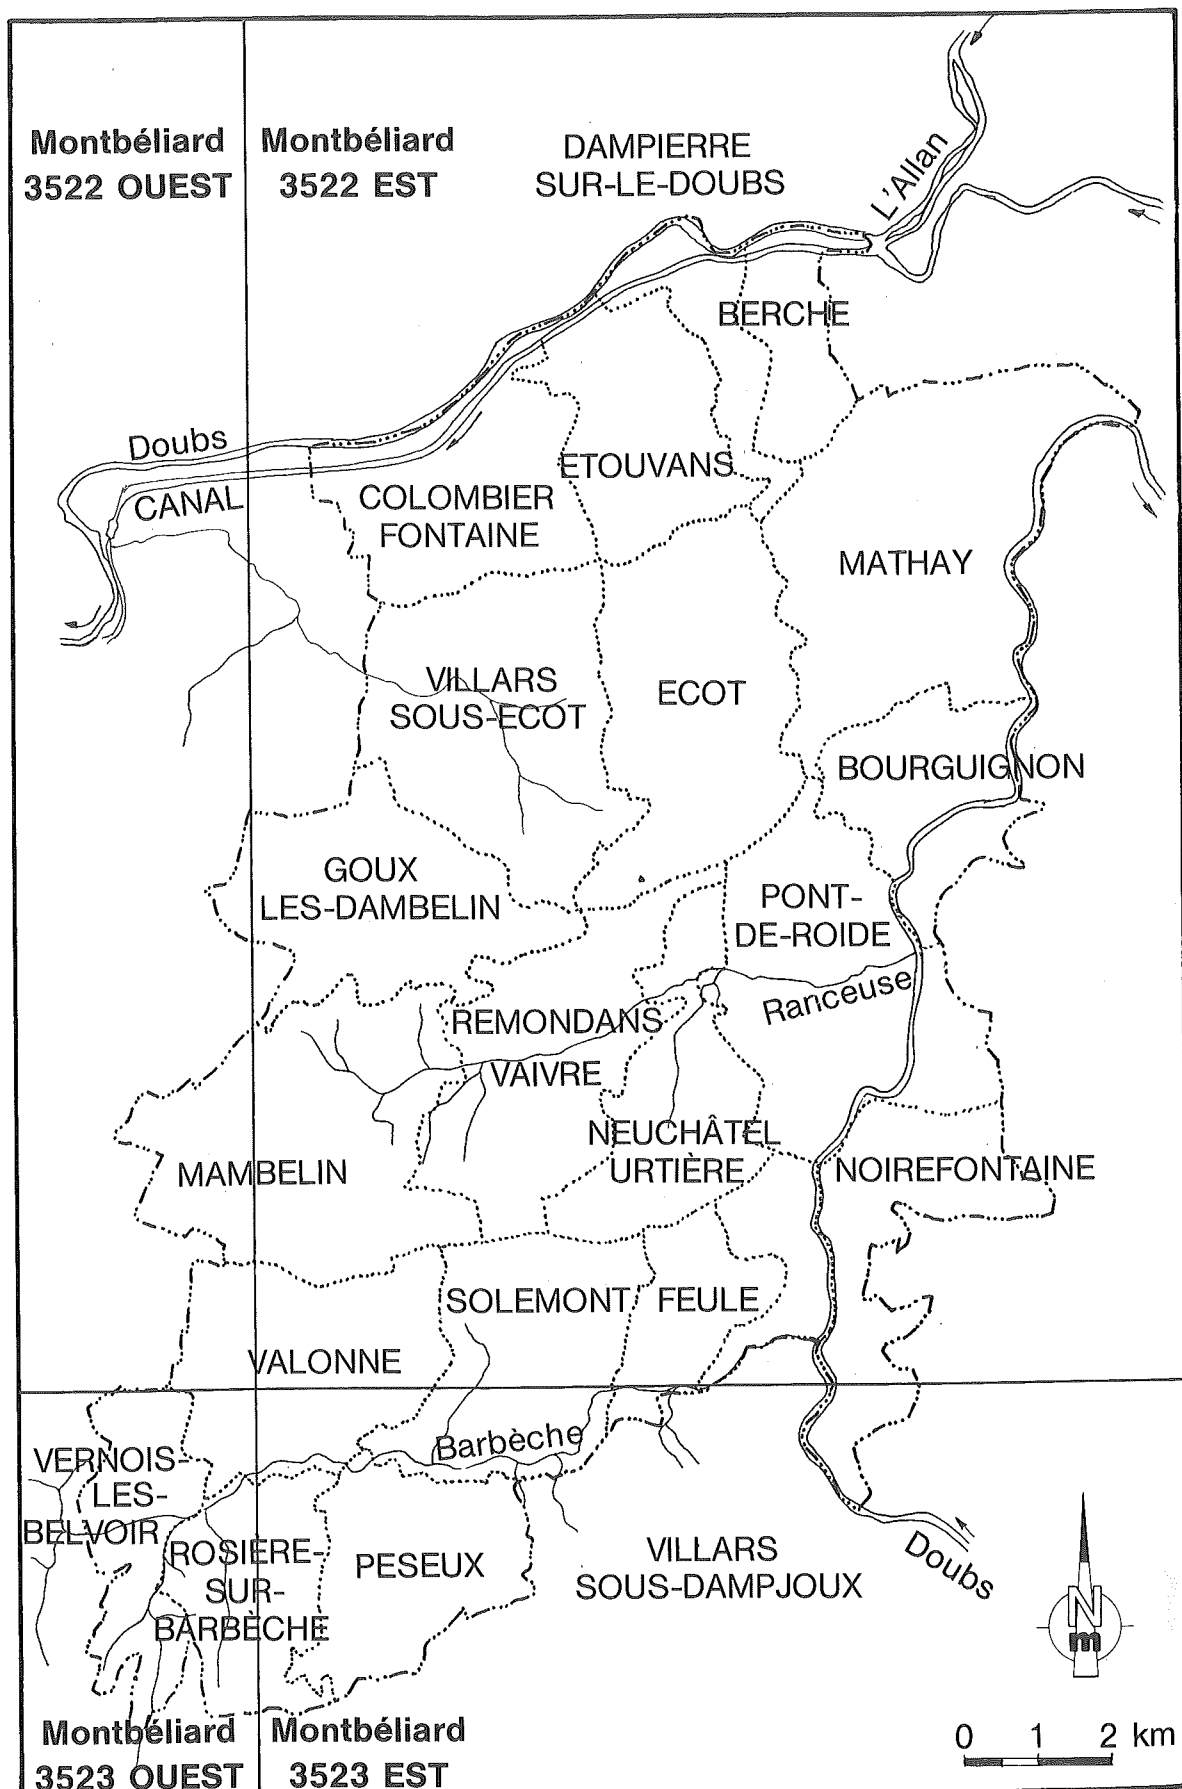 Montbéliard
3522 OUEST
Montbéliard
3522 EST
DAMPIERRE
SUR-LE-DOUBS
L'Allan
BERCHE
Doubs
CANAL
ETOUVANS
COLOMBIER
FONTAINE
MATHAY
VILLARS
SOUS-ECOT
ECOT
BOURGUIGNON
GOUX
LES-DAMBELIN
PONT-
DE-ROIDE
Ranceuse
REMONDANS
VAIVRE
NEUCHÂTEL
URTIÈRE
MAMBELIN
NOIREFONTAINE
SOLEMONT
FEULE
VALONNE
Barbèche
VERNOIS-
LES-
BELVOIR
ROSIERE-
SUR-
BARBÈCHE
PESEUX
VILLARS
SOUS-DAMPJOUX
Doubs
N
m
Montbéliard
3523 OUEST
Montbéliard
3523 EST
0 1 2 km